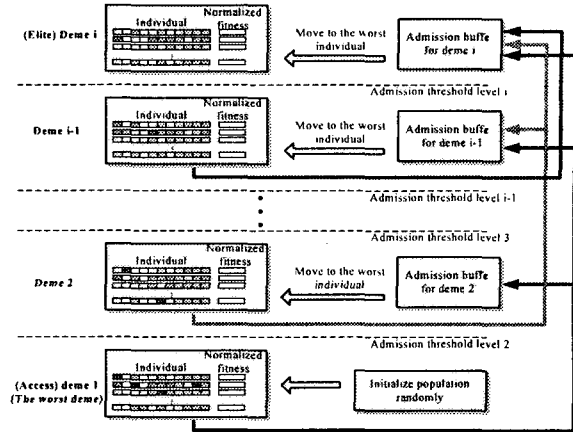 Normalized
(Elite) Deme i
Individual
fitness
Move to the worst
individual
Admission buffe
for deme i
Admission threshold level i
Normalized
Deme i-1
Individual
fitness
Move to the worst
individual
Admission buffe
for deme i-1
Admission threshold level i-1
Admission threshold level 3
Normalized
Deme 2
Individual
fitness
Move to the worst
individual
Admission buffe
for deme 2
Admission threshold level 2
Normalized
(Access) deme 1
(The worst deme)
Individual
fitness
Initialize population
randomly